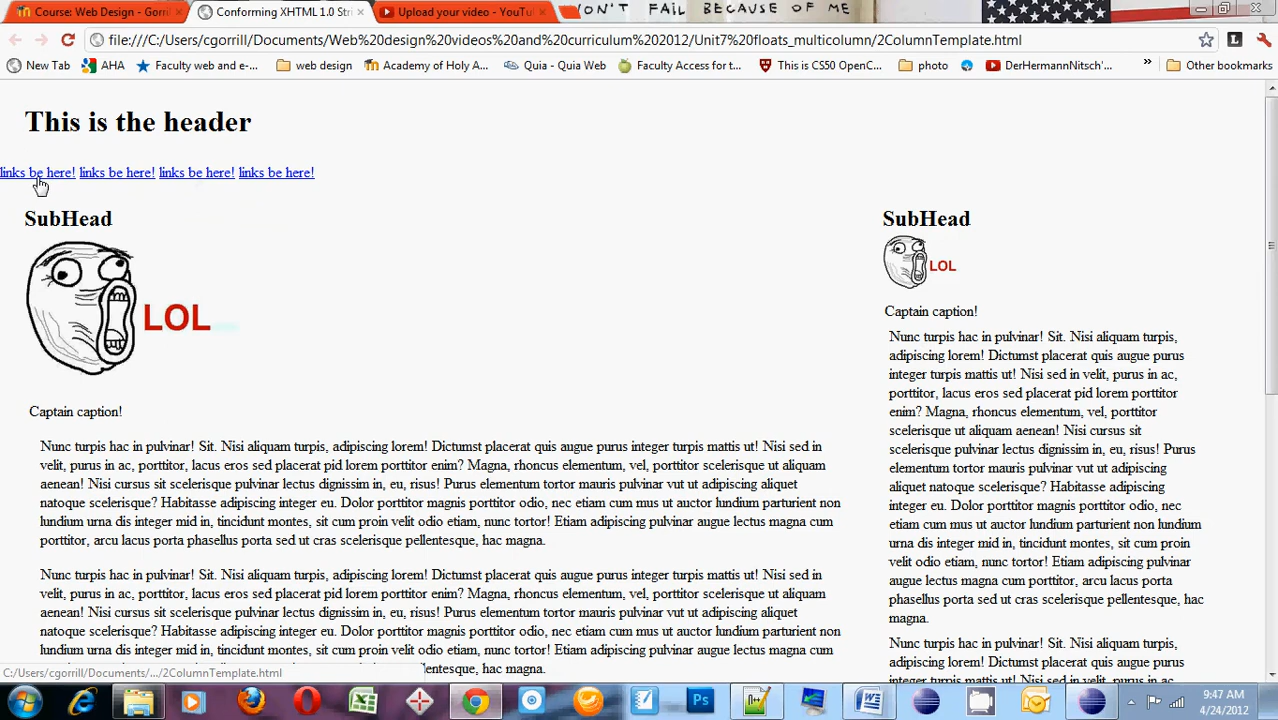 Course: Web Design - Gorril
Conforming XHTML 1.0 Stri
Upload your video - YouTu
ON'T FAIL BECAUSE OF ME
file:///C:/Users/cgorrill/Documents/Web%20design%20videos%20and%20curriculum%202012/Unit7%20floats_multicolumn/2ColumnTemplate.html
New Tab AHA Faculty web and e-... web design Academy of Holy A... Quia - Quia Web Faculty Access for t... This is CS50 OpenC... photo DerHermannNitsch'... » Other bookmarks
This is the header
links be here! links be here! links be here! links be here!
SubHead
LOL
Captain caption!
Nunc turpis hac in pulvinar! Sit. Nisi aliquam turpis, adipiscing lorem! Dictumst placerat quis augue purus integer turpis mattis ut! Nisi sed in
velit, purus in ac, porttitor, lacus eros sed placerat pid lorem porttitor enim? Magna, rhoncus elementum, vel, porttitor scelerisque ut aliquam
aenean! Nisi cursus sit scelerisque pulvinar lectus dignissim in, eu, risus! Purus elementum tortor mauris pulvinar vut ut adipiscing aliquet
natoque scelerisque? Habitasse adipiscing integer eu. Dolor porttitor magnis porttitor odio, nec etiam cum mus ut auctor lundium parturient non
lundium urna dis integer mid in, tincidunt montes, sit cum proin velit odio etiam, nunc tortor! Etiam adipiscing pulvinar augue lectus magna cum
porttitor, arcu lacus porta phasellus porta sed ut cras scelerisque pellentesque, hac magna.
Nunc turpis hac in pulvinar! Sit. Nisi aliquam turpis, adipiscing lorem! Dictumst placerat quis augue purus integer turpis mattis ut! Nisi sed in
velit, purus in ac, porttitor, lacus eros sed placerat pid lorem porttitor enim? Magna, rhoncus elementum, vel, porttitor scelerisque ut aliquam
aenean! Nisi cursus sit scelerisque pulvinar lectus dignissim in, eu, risus! Purus elementum tortor mauris pulvinar vut ut adipiscing aliquet
natoque scelerisque? Habitasse adipiscing integer eu. Dolor porttitor magnis porttitor odio, nec etiam cum mus ut auctor lundium parturient non
lundium urna dis integer mid in, tincidunt montes, sit cum proin velit odio etiam, nunc tortor! Etiam adipiscing pulvinar augue lectus magna cum
pellentesque, hac magna.
SubHead
LOL
Captain caption!
Nunc turpis hac in pulvinar! Sit. Nisi aliquam turpis,
adipiscing lorem! Dictumst placerat quis augue purus
integer turpis mattis ut! Nisi sed in velit, purus in ac,
porttitor, lacus eros sed placerat pid lorem porttitor
enim? Magna, rhoncus elementum, vel, porttitor
scelerisque ut aliquam aenean! Nisi cursus sit
scelerisque pulvinar lectus dignissim in, eu, risus! Purus
elementum tortor mauris pulvinar vut ut adipiscing
aliquet natoque scelerisque? Habitasse adipiscing
integer eu. Dolor porttitor magnis porttitor odio, nec
etiam cum mus ut auctor lundium parturient non lundium
urna dis integer mid in, tincidunt montes, sit cum proin
velit odio etiam, nunc tortor! Etiam adipiscing pulvinar
augue lectus magna cum porttitor, arcu lacus porta
phasellus porta sed ut cras scelerisque pellentesque, hac
magna.
Nunc turpis hac in pulvinar! Sit. Nisi aliquam turpis,
adipiscing lorem! Dictumst placerat quis augue purus
C:/Users/cgorrill/Documents/.../2ColumnTemplate.html
9:47 AM
4/24/2012